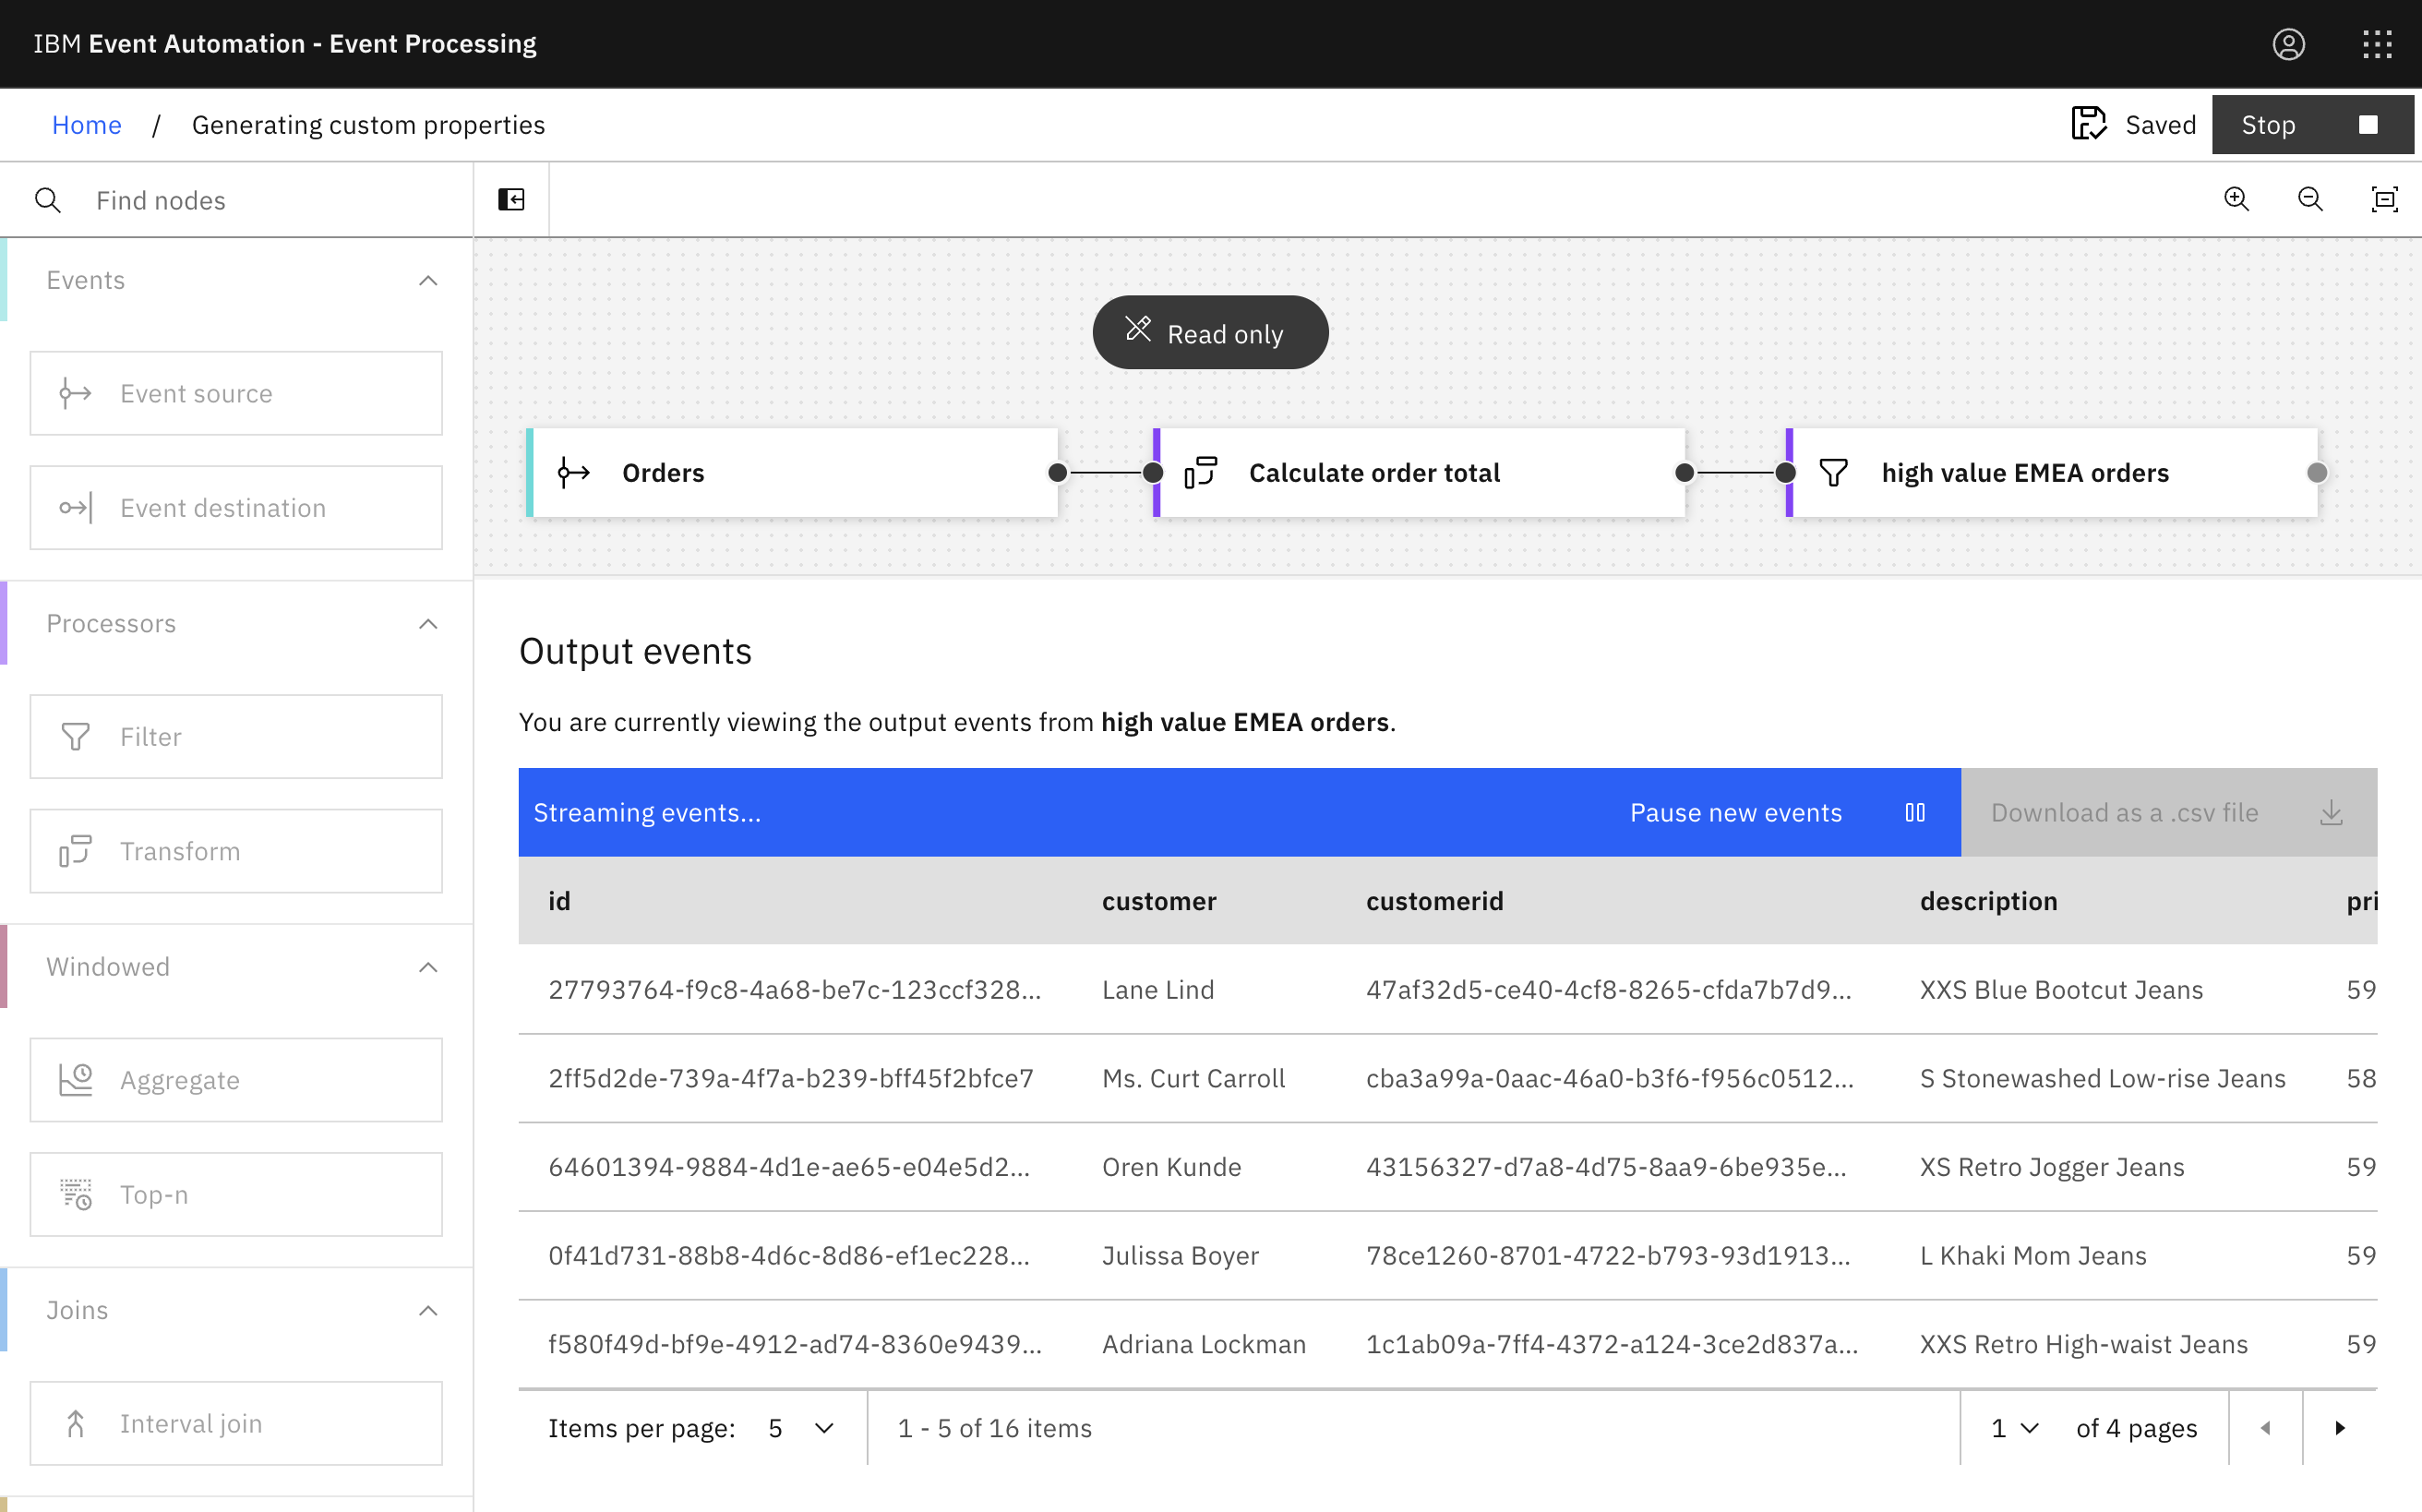 IBM Event Automation - Event Processing
Home / Generating custom properties
Saved
Stop
Find nodes
Events
Event source
Event destination
Processors
Filter
Transform
Windowed
Aggregate
Top-n
Joins
Interval join
Read only
Orders
Calculate order total
high value EMEA orders
Output events
You are currently viewing the output events from high value EMEA orders.
Streaming events...
Pause new events
Download as a .csv file
id customer customerid description pri
27793764-f9c8-4a68-be7c-123ccf328... Lane Lind 47af32d5-ce40-4cf8-8265-cfda7b7d9... XXS Blue Bootcut Jeans 59
2ff5d2de-739a-4f7a-b239-bff45f2bfce7 Ms. Curt Carroll cba3a99a-0aac-46a0-b3f6-f956c0512... S Stonewashed Low-rise Jeans 58
64601394-9884-4d1e-ae65-e04e5d2... Oren Kunde 43156327-d7a8-4d75-8aa9-6be935e... XS Retro Jogger Jeans 59
0f41d731-88b8-4d6c-8d86-ef1ec228... Julissa Boyer 78ce1260-8701-4722-b793-93d1913... L Khaki Mom Jeans 59
f580f49d-bf9e-4912-ad74-8360e9439... Adriana Lockman 1c1ab09a-7ff4-4372-a124-3ce2d837a... XXS Retro High-waist Jeans 59
Items per page: 5 1 - 5 of 16 items 1 of 4 pages